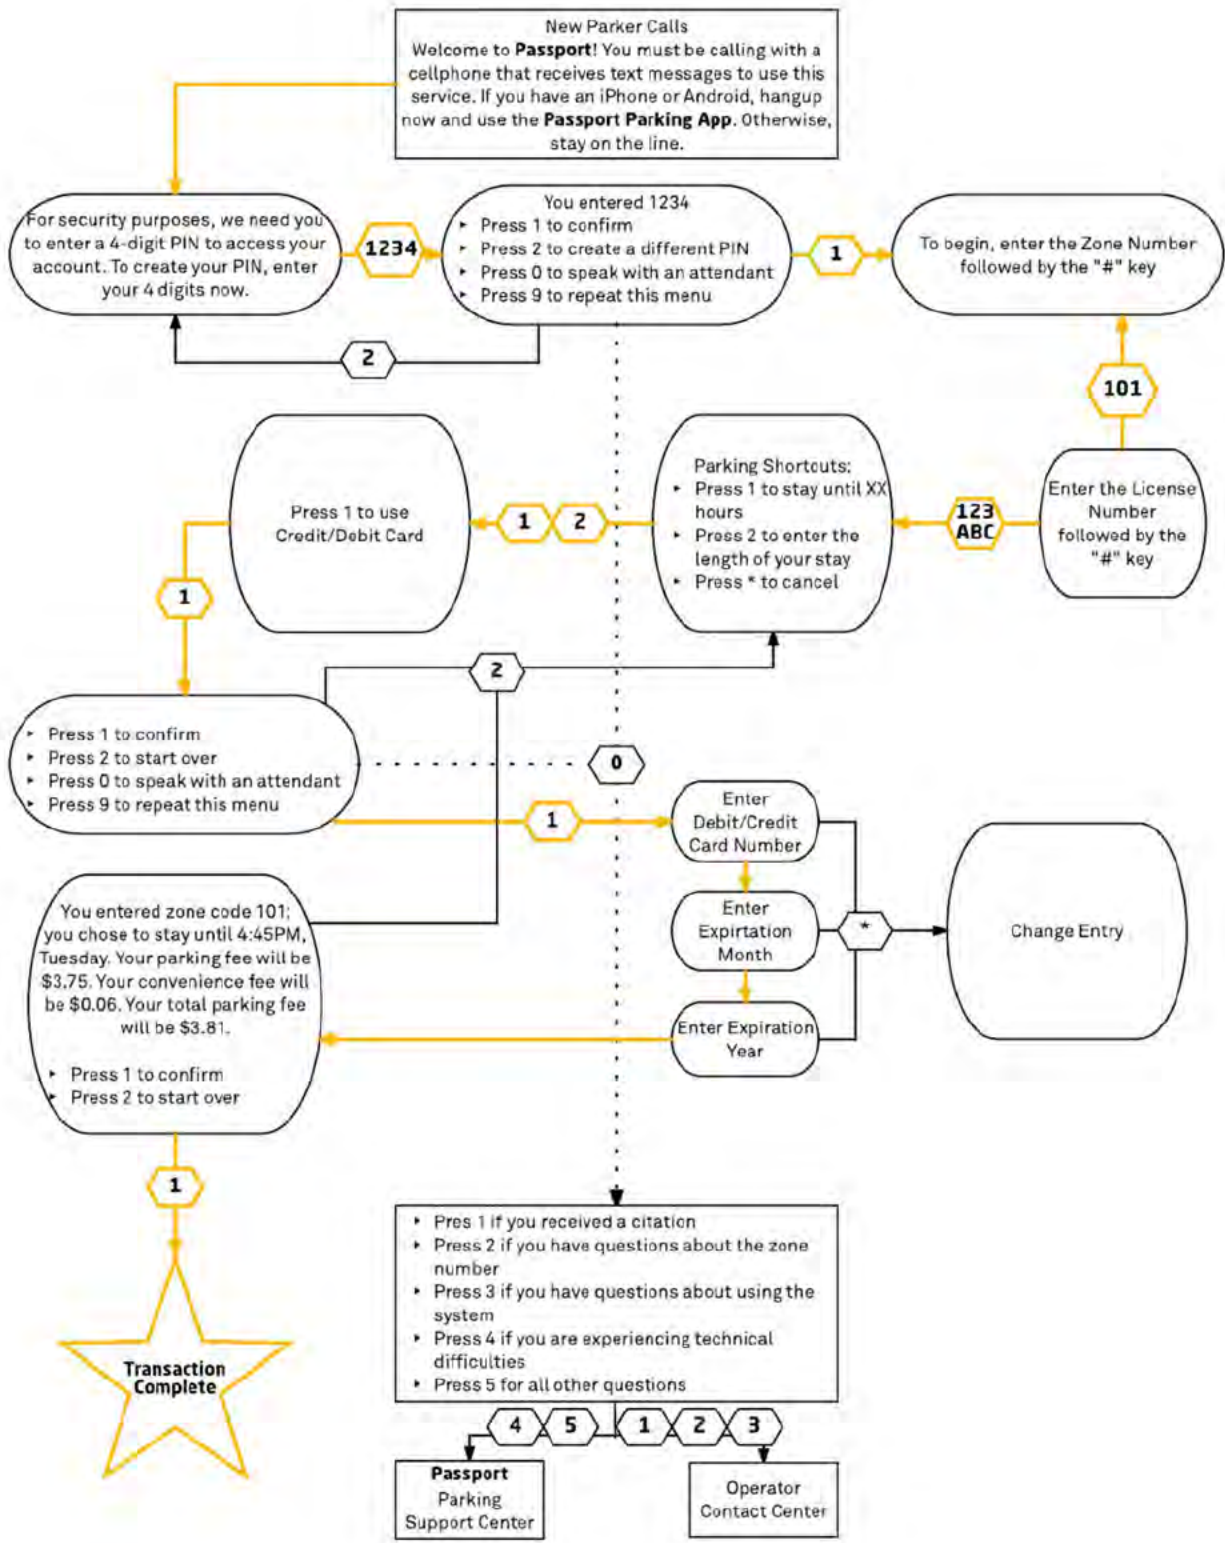 New Parker Calls
Welcome to Passport! You must be calling with a
cellphone that receives text messages to use this
service. If you have an iPhone or Android, hangup
now and use the Passport Parking App. Otherwise,
stay on the line.
For security purposes, we need you
to enter a 4-digit PIN to access your
account. To create your PIN, enter
your 4 digits now.
1234
You entered 1234
▸ Press 1 to confirm
▸ Press 2 to create a different PIN
▸ Press 0 to speak with an attendant
▸ Press 9 to repeat this menu
1
To begin, enter the Zone Number
followed by the "#" key
2
101
Press 1 to use
Credit/Debit Card
1
2
Parking Shortcuts:
▸ Press 1 to stay until XX
hours
▸ Press 2 to enter the
length of your stay
▸ Press * to cancel
123
ABC
Enter the License
Number
followed by the
"#" key
1
2
▸ Press 1 to confirm
▸ Press 2 to start over
▸ Press 0 to speak with an attendant
▸ Press 9 to repeat this menu
0
1
Enter
Debit/Credit
Card Number
Enter
Expirtation
Month
Enter Expiration
Year
*
Change Entry
You entered zone code 101;
you chose to stay until 4:45PM,
Tuesday. Your parking fee will be
$3.75. Your convenience fee will
be $0.06. Your total parking fee
will be $3.81.
▸ Press 1 to confirm
▸ Press 2 to start over
1
Transaction
Complete
▸ Pres 1 if you received a citation
▸ Press 2 if you have questions about the zone
number
▸ Press 3 if you have questions about using the
system
▸ Press 4 if you are experiencing technical
difficulties
▸ Press 5 for all other questions
4
5
1
2
3
Passport
Parking
Support Center
Operator
Contact Center